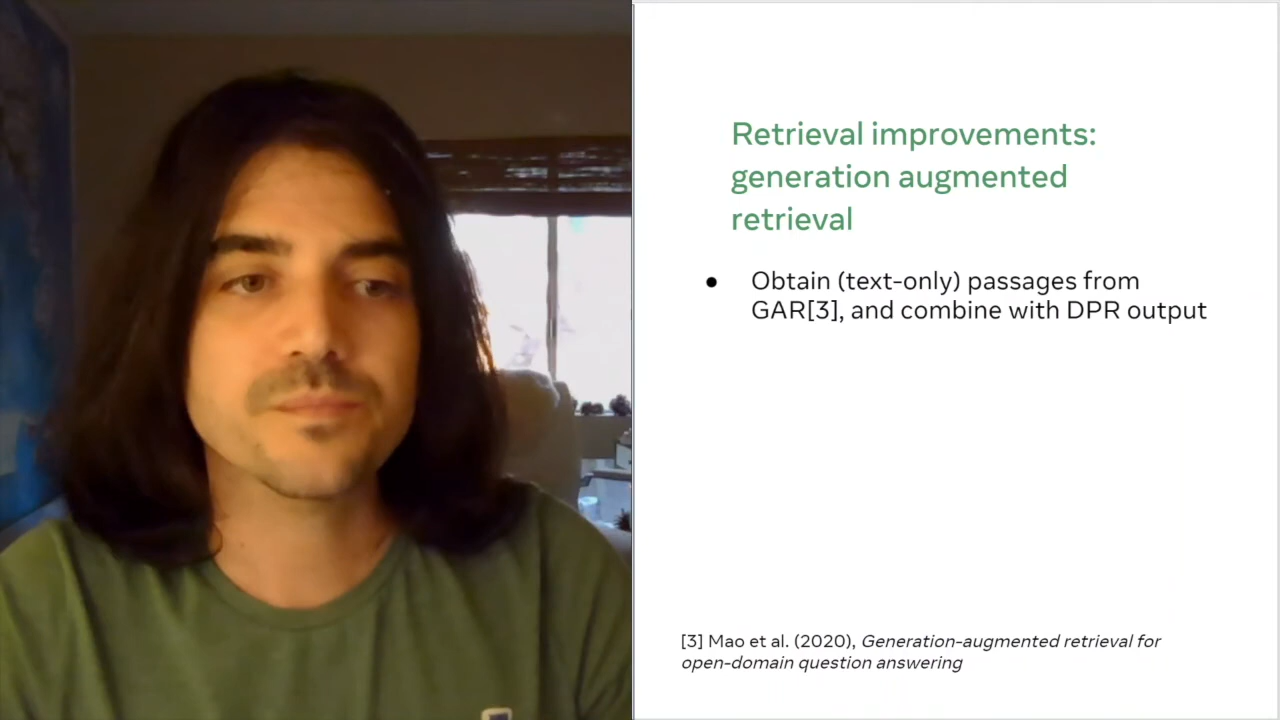 Retrieval improvements:
generation augmented
retrieval
● Obtain (text-only) passages from
GAR[3], and combine with DPR output
[3] Mao et al. (2020), Generation-augmented retrieval for
open-domain question answering